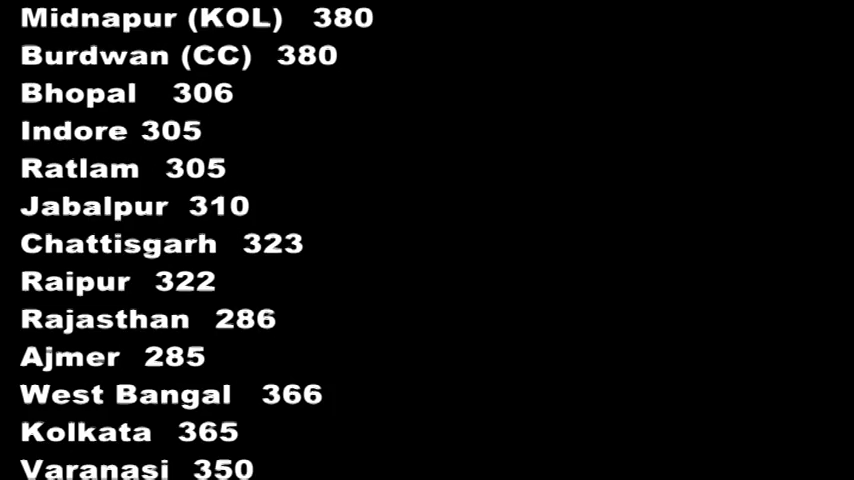 Midnapur (KOL) 380
Burdwan (CC) 380
Bhopal 306
Indore 305
Ratlam 305
Jabalpur 310
Chattisgarh 323
Raipur 322
Rajasthan 286
Ajmer 285
West Bangal 366
Kolkata 365
Varanasi 350